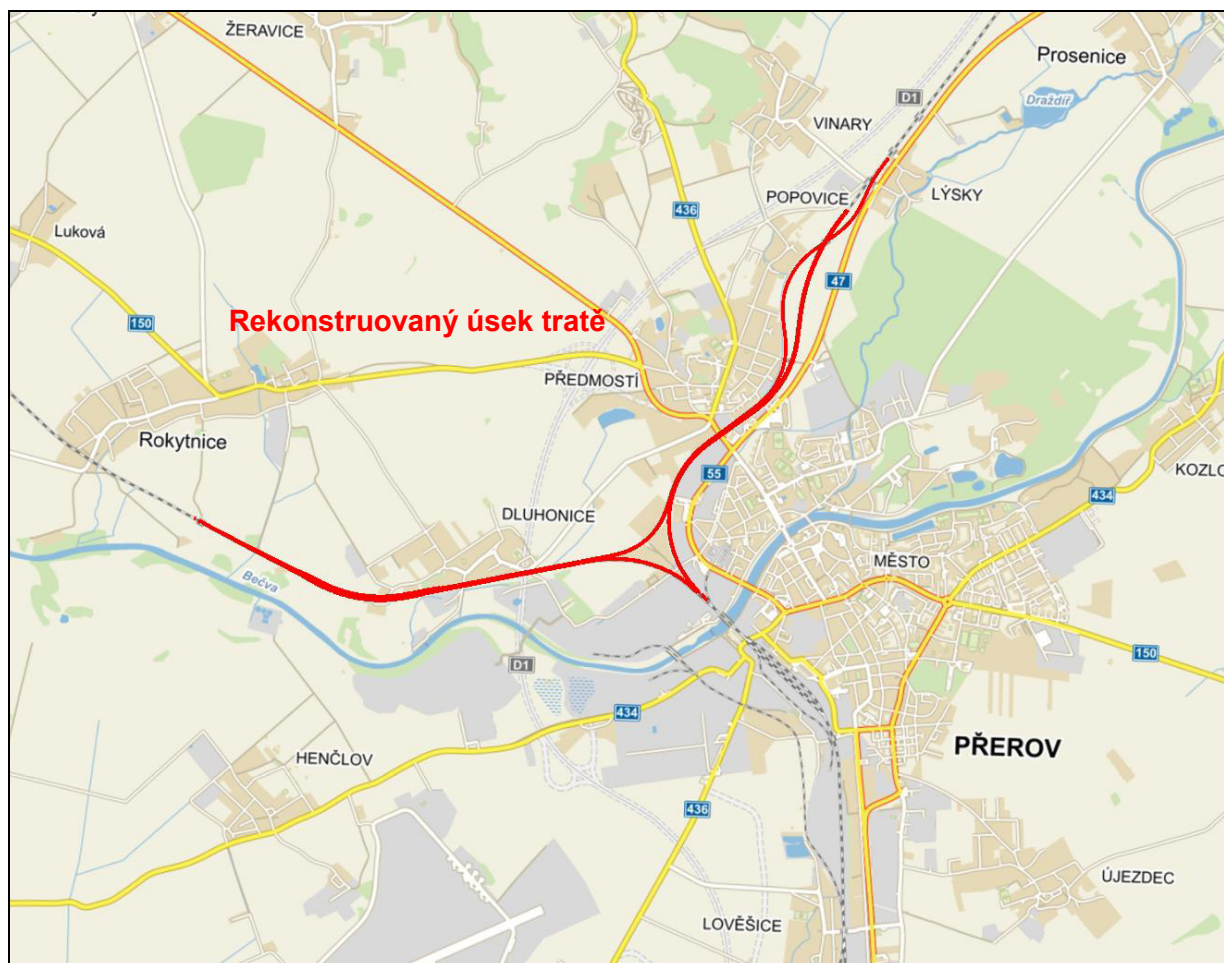 ŽERAVICE
Prosenice
D1
Draždíř
VINARY
POPOVICE
LÝSKY
436
Luková
47
150
Rekonstruovaný úsek tratě
PŘEDMOSTÍ
Rokytnice
55
KOZLO
434
DLUHONICE
MĚSTO
Bečva
150
D1
434
PŘEROV
HENČLOV
436
ÚJEZDEC
LOVĚŠICE